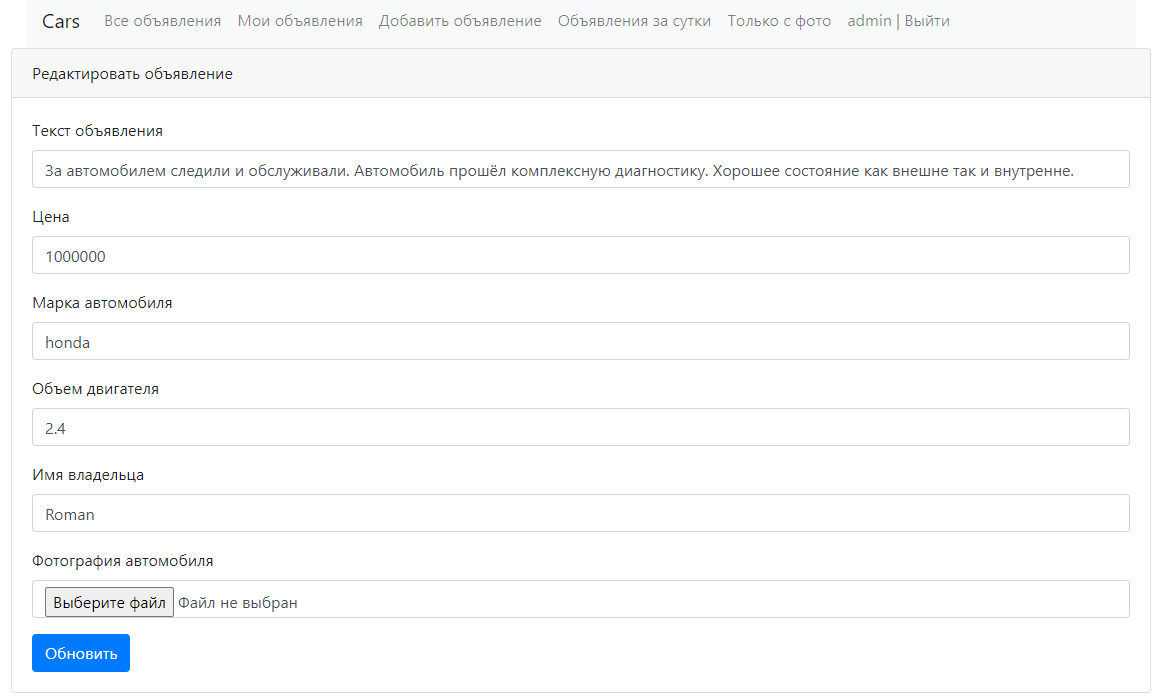 Cars Все объявления Мои объявления Добавить объявление Объявления за сутки Только с фото admin | Выйти
Редактировать объявление
Текст объявления
За автомобилем следили и обслуживали. Автомобиль прошёл комплексную диагностику. Хорошее состояние как внешне так и внутренне.
Цена
1000000
Марка автомобиля
honda
Объем двигателя
2.4
Имя владельца
Roman
Фотография автомобиля
Выберите файл Файл не выбран
Обновить